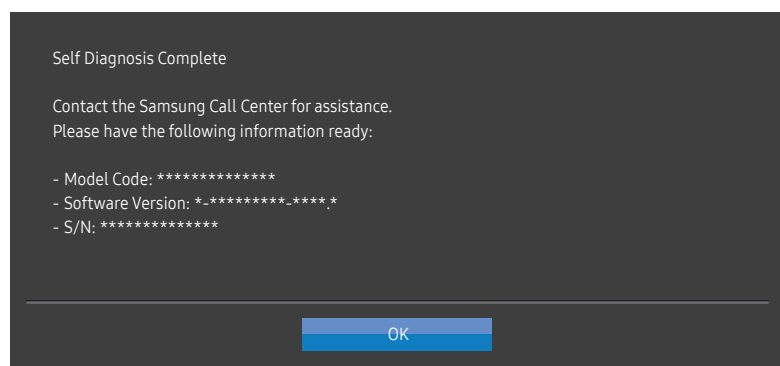 Self Diagnosis Complete
Contact the Samsung Call Center for assistance.
Please have the following information ready:
- Model Code: **************
- Software Version: *-*********-****.*
- S/N: **************
OK